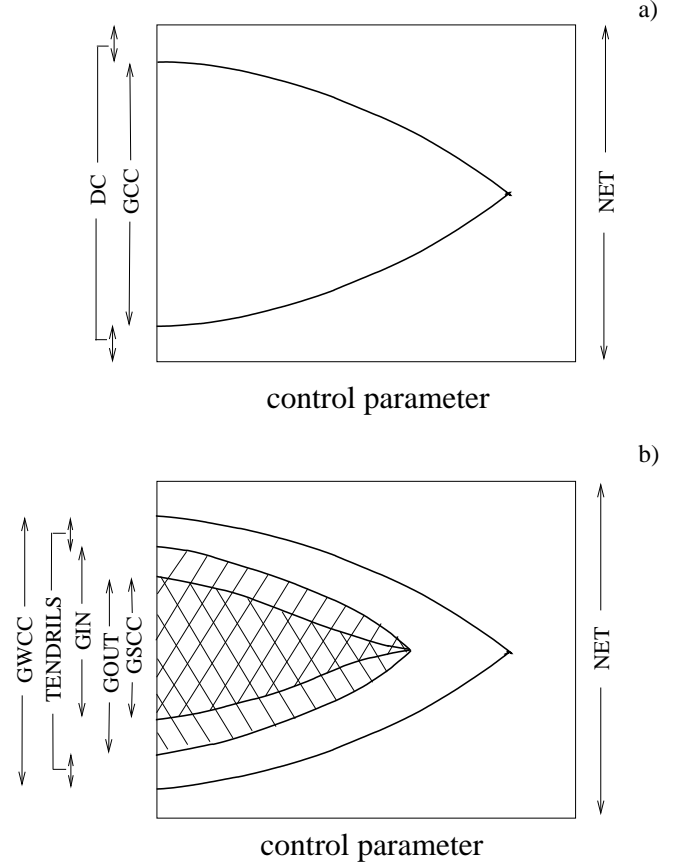 a)
DC
GCC
NET
control parameter
b)
GWCC
TENDRILS
GIN
GOUT
GSCC
NET
control parameter